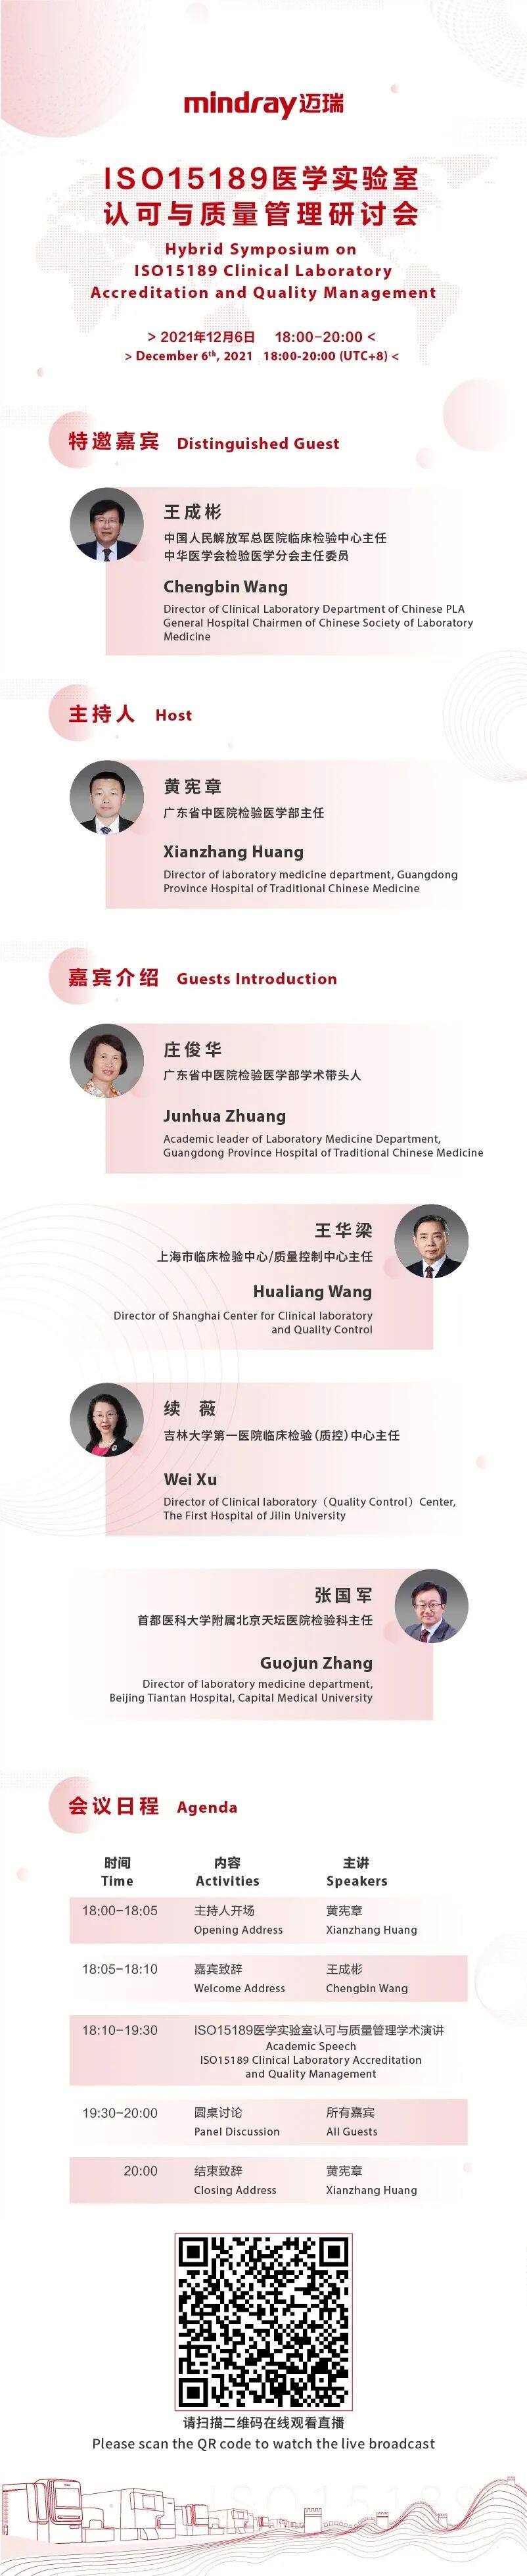 mindray迈瑞
ISO15189医学实验室
认可与质量管理研讨会
Hybrid Symposium on
ISO15189 Clinical Laboratory
Accreditation and Quality Management
> 2021年12月6日 18:00-20:00 <
> December 6th, 2021 18:00-20:00 (UTC+8) <
特邀嘉宾 Distinguished Guest
王成彬
中国人民解放军总医院临床检验中心主任
中华医学会检验医学分会主任委员
Chengbin Wang
Director of Clinical Laboratory Department of Chinese PLA
General Hospital Chairmen of Chinese Society of Laboratory
Medicine
主持人 Host
黄宪章
广东省中医院检验医学部主任
Xianzhang Huang
Director of laboratory medicine department, Guangdong
Province Hospital of Traditional Chinese Medicine
嘉宾介绍 Guests Introduction
庄俊华
广东省中医院检验医学部学术带头人
Junhua Zhuang
Academic leader of Laboratory Medicine Department,
Guangdong Province Hospital of Traditional Chinese Medicine
王华梁
上海市临床检验中心/质量控制中心主任
Hualiang Wang
Director of Shanghai Center for Clinical laboratory
and Quality Control
续 薇
吉林大学第一医院临床检验(质控)中心主任
Wei Xu
Director of Clinical laboratory（Quality Control）Center,
The First Hospital of Jilin University
张国军
首都医科大学附属北京天坛医院检验科主任
Guojun Zhang
Director of laboratory medicine department,
Beijing Tiantan Hospital, Capital Medical University
会议日程 Agenda
时间 内容 主讲
Time Activities Speakers
18:00-18:05 主持人开场 黄宪章
Opening Address Xianzhang Huang
18:05-18:10 嘉宾致辞 王成彬
Welcome Address Chengbin Wang
18:10-19:30 ISO15189医学实验室认可与质量管理学术演讲
Academic Speech
ISO15189 Clinical Laboratory Accreditation
and Quality Management
19:30-20:00 圆桌讨论 所有嘉宾
Panel Discussion All Guests
20:00 结束致辞 黄宪章
Closing Address Xianzhang Huang
请扫描二维码在线观看直播
Please scan the QR code to watch the live broadcast
ISO15189